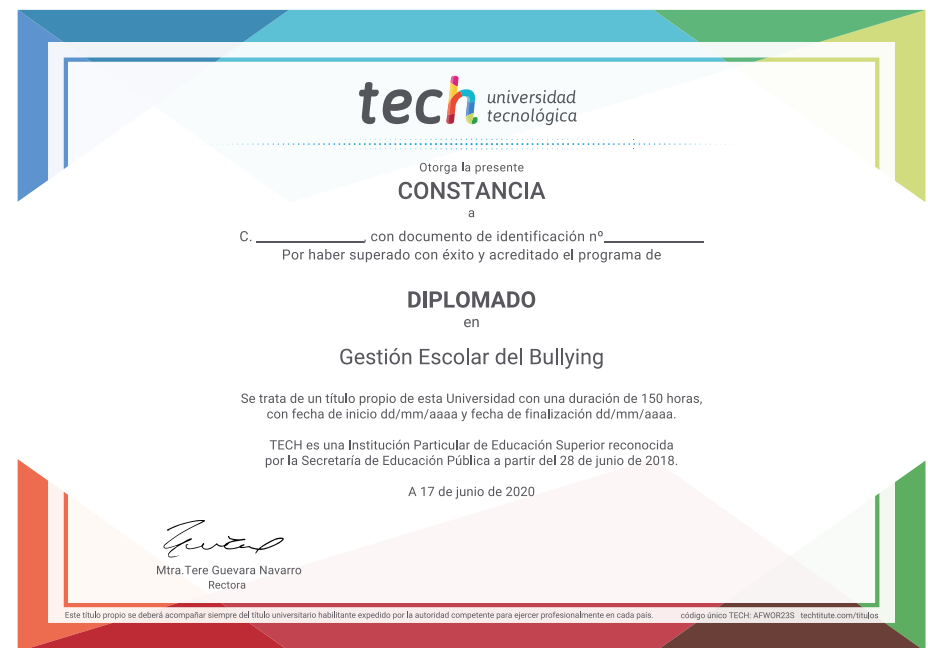 tech universidad
tecnológica
Otorga la presente
CONSTANCIA
a
C. ______________, con documento de identificación nº____________
Por haber superado con éxito y acreditado el programa de
DIPLOMADO
en
Gestión Escolar del Bullying
Se trata de un título propio de esta Universidad con una duración de 150 horas,
con fecha de inicio dd/mm/aaaa y fecha de finalización dd/mm/aaaa.
TECH es una Institución Particular de Educación Superior reconocida
por la Secretaría de Educación Pública a partir del 28 de junio de 2018.
A 17 de junio de 2020
Mtra.Tere Guevara Navarro
Rectora
Este título propio se deberá acompañar siempre del título universitario habilitante expedido por la autoridad competente para ejercer profesionalmente en cada país. código único TECH: AFWOR23S techtitute.com/titulos